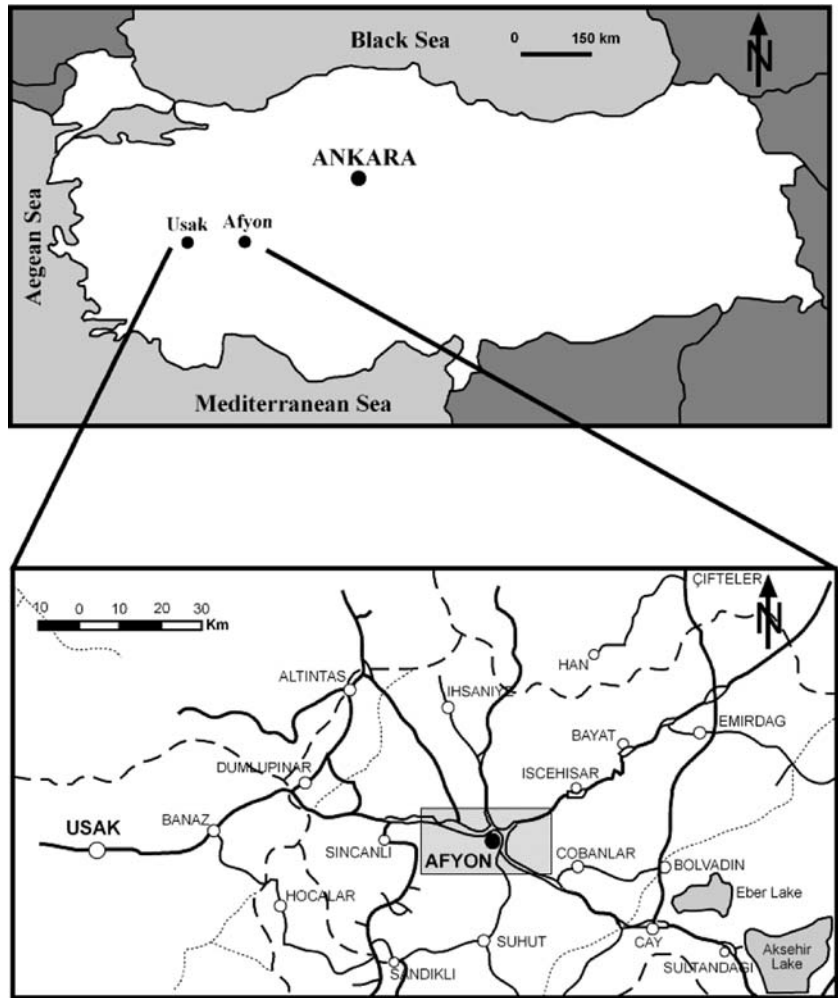 Black Sea
0 150 km
N
ANKARA
Aegean Sea
Usak Afyon
Mediterranean Sea
ÇIFTELER
10 0 10 20 30 Km
N
HAN
ALTINTAS
IHSANIYE
EMIRDAG
BAYAT
DUMLUPINAR
ISCEHISAR
USAK
BANAZ
SINCANLI
AFYON
COBANLAR
BOLVADIN
HOCALAR
Eber Lake
SUHUT
CAY
SANDIKLI
SULTANDAGI
Aksehir
Lake